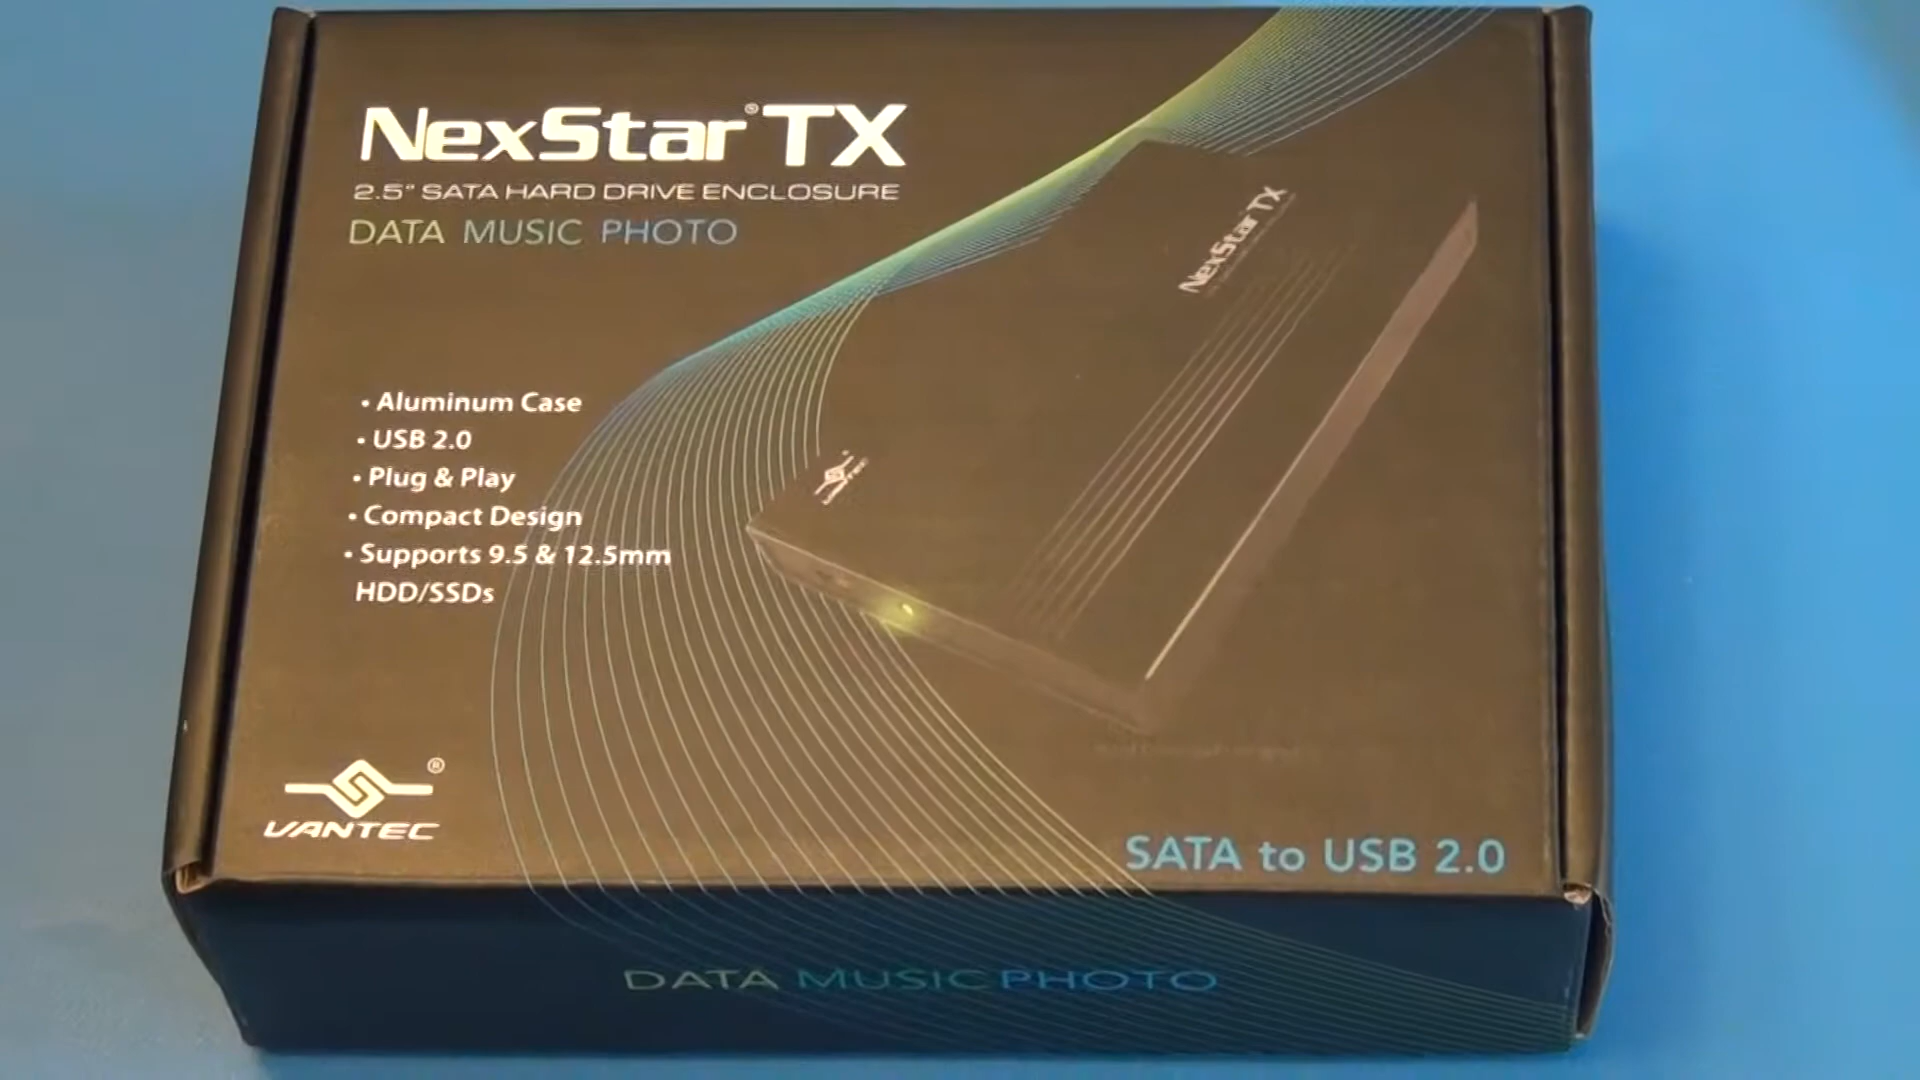 NexStar® TX
2.5" SATA HARD DRIVE ENCLOSURE
DATA MUSIC PHOTO
NexStar TX
• Aluminum Case
• USB 2.0
• Plug & Play
• Compact Design
• Supports 9.5 & 12.5mm
HDD/SSDs
®
VANTEC
SATA to USB 2.0
DATA MUSIC PHOTO